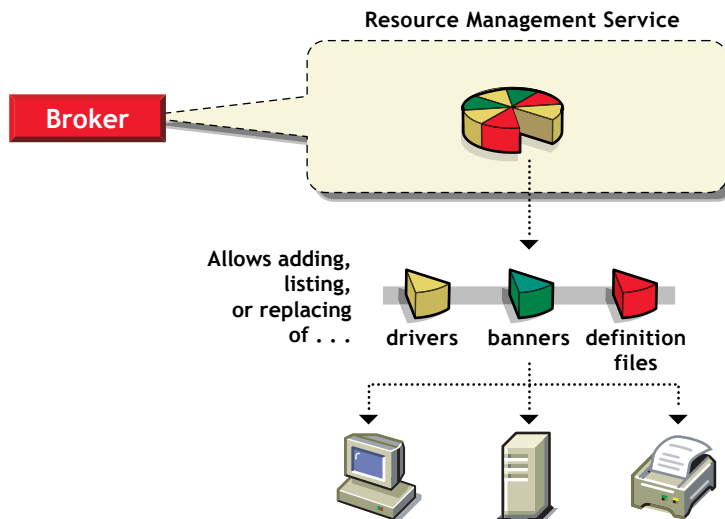 Resource Management Service
Broker
Allows adding,
listing,
or replacing
of . . .
drivers
banners
definition
files